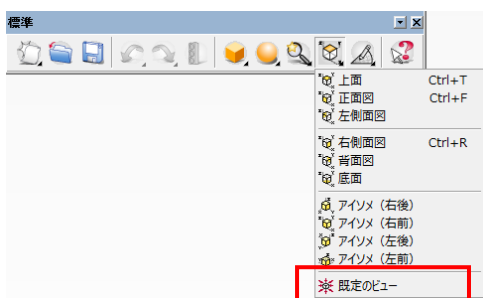 標準
上面 Ctrl+T
正面図 Ctrl+F
左側面図
右側面図 Ctrl+R
背面図
底面
アイソメ（右後）
アイソメ（右前）
アイソメ（左後）
アイソメ（左前）
既定のビュー